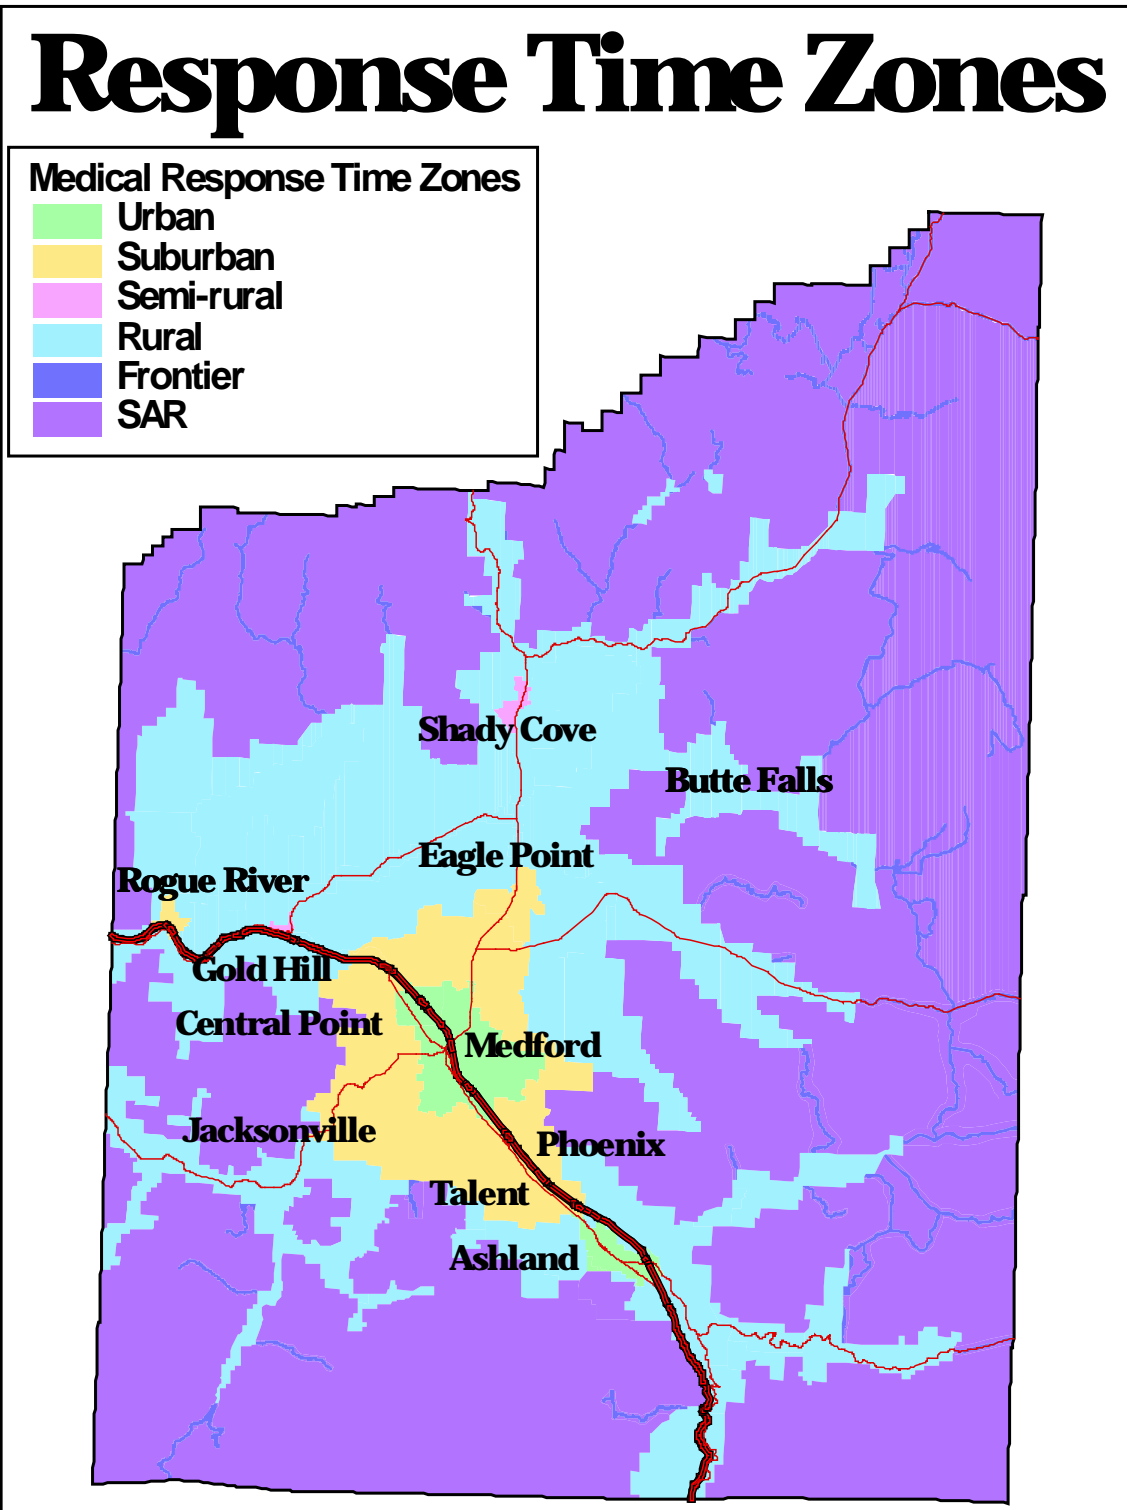 Response Time Zones
Medical Response Time Zones
Urban
Suburban
Semi-rural
Rural
Frontier
SAR
Shady Cove
Butte Falls
Eagle Point
Rogue River
Gold Hill
Central Point
Medford
Jacksonville
Phoenix
Talent
Ashland